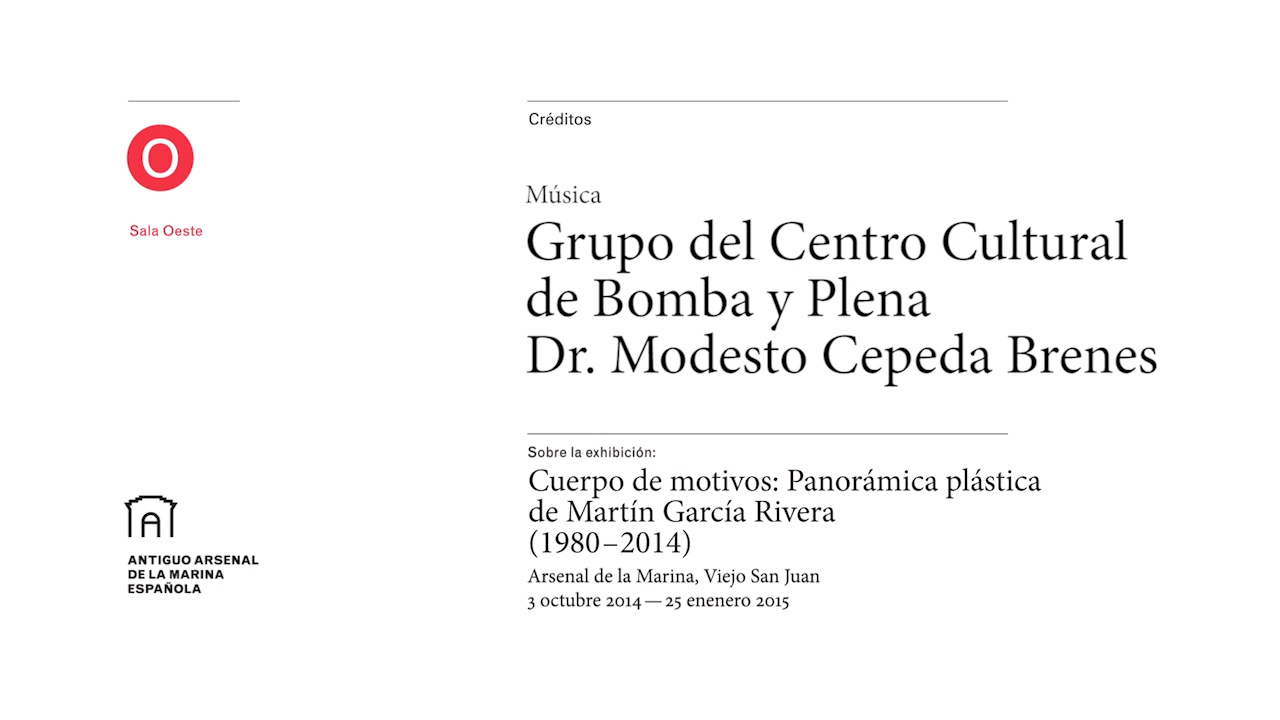 O
Sala Oeste
ANTIGUO ARSENAL
DE LA MARINA
ESPAÑOLA
Créditos
Música
Grupo del Centro Cultural
de Bomba y Plena
Dr. Modesto Cepeda Brenes
Sobre la exhibición:
Cuerpo de motivos: Panorámica plástica
de Martín García Rivera
(1980–2014)
Arsenal de la Marina, Viejo San Juan
3 octubre 2014—25 enenero 2015